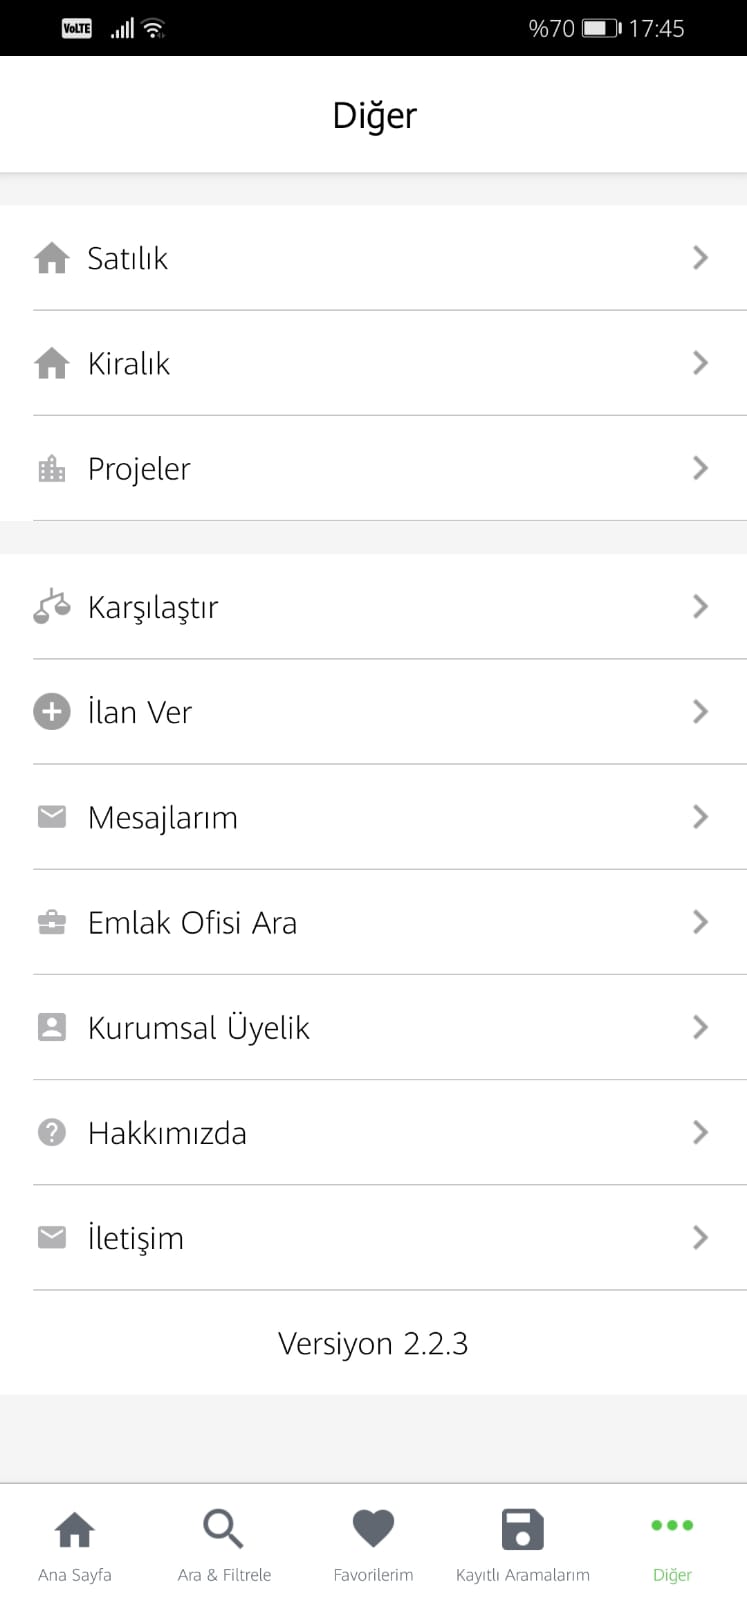 VoLTE %70 17:45
Diğer
Satılık
Kiralık
Projeler
Karşılaştır
İlan Ver
Mesajlarım
Emlak Ofisi Ara
Kurumsal Üyelik
Hakkımızda
İletişim
Versiyon 2.2.3
Ana Sayfa Ara & Filtrele Favorilerim Kayıtlı Aramalarım Diğer